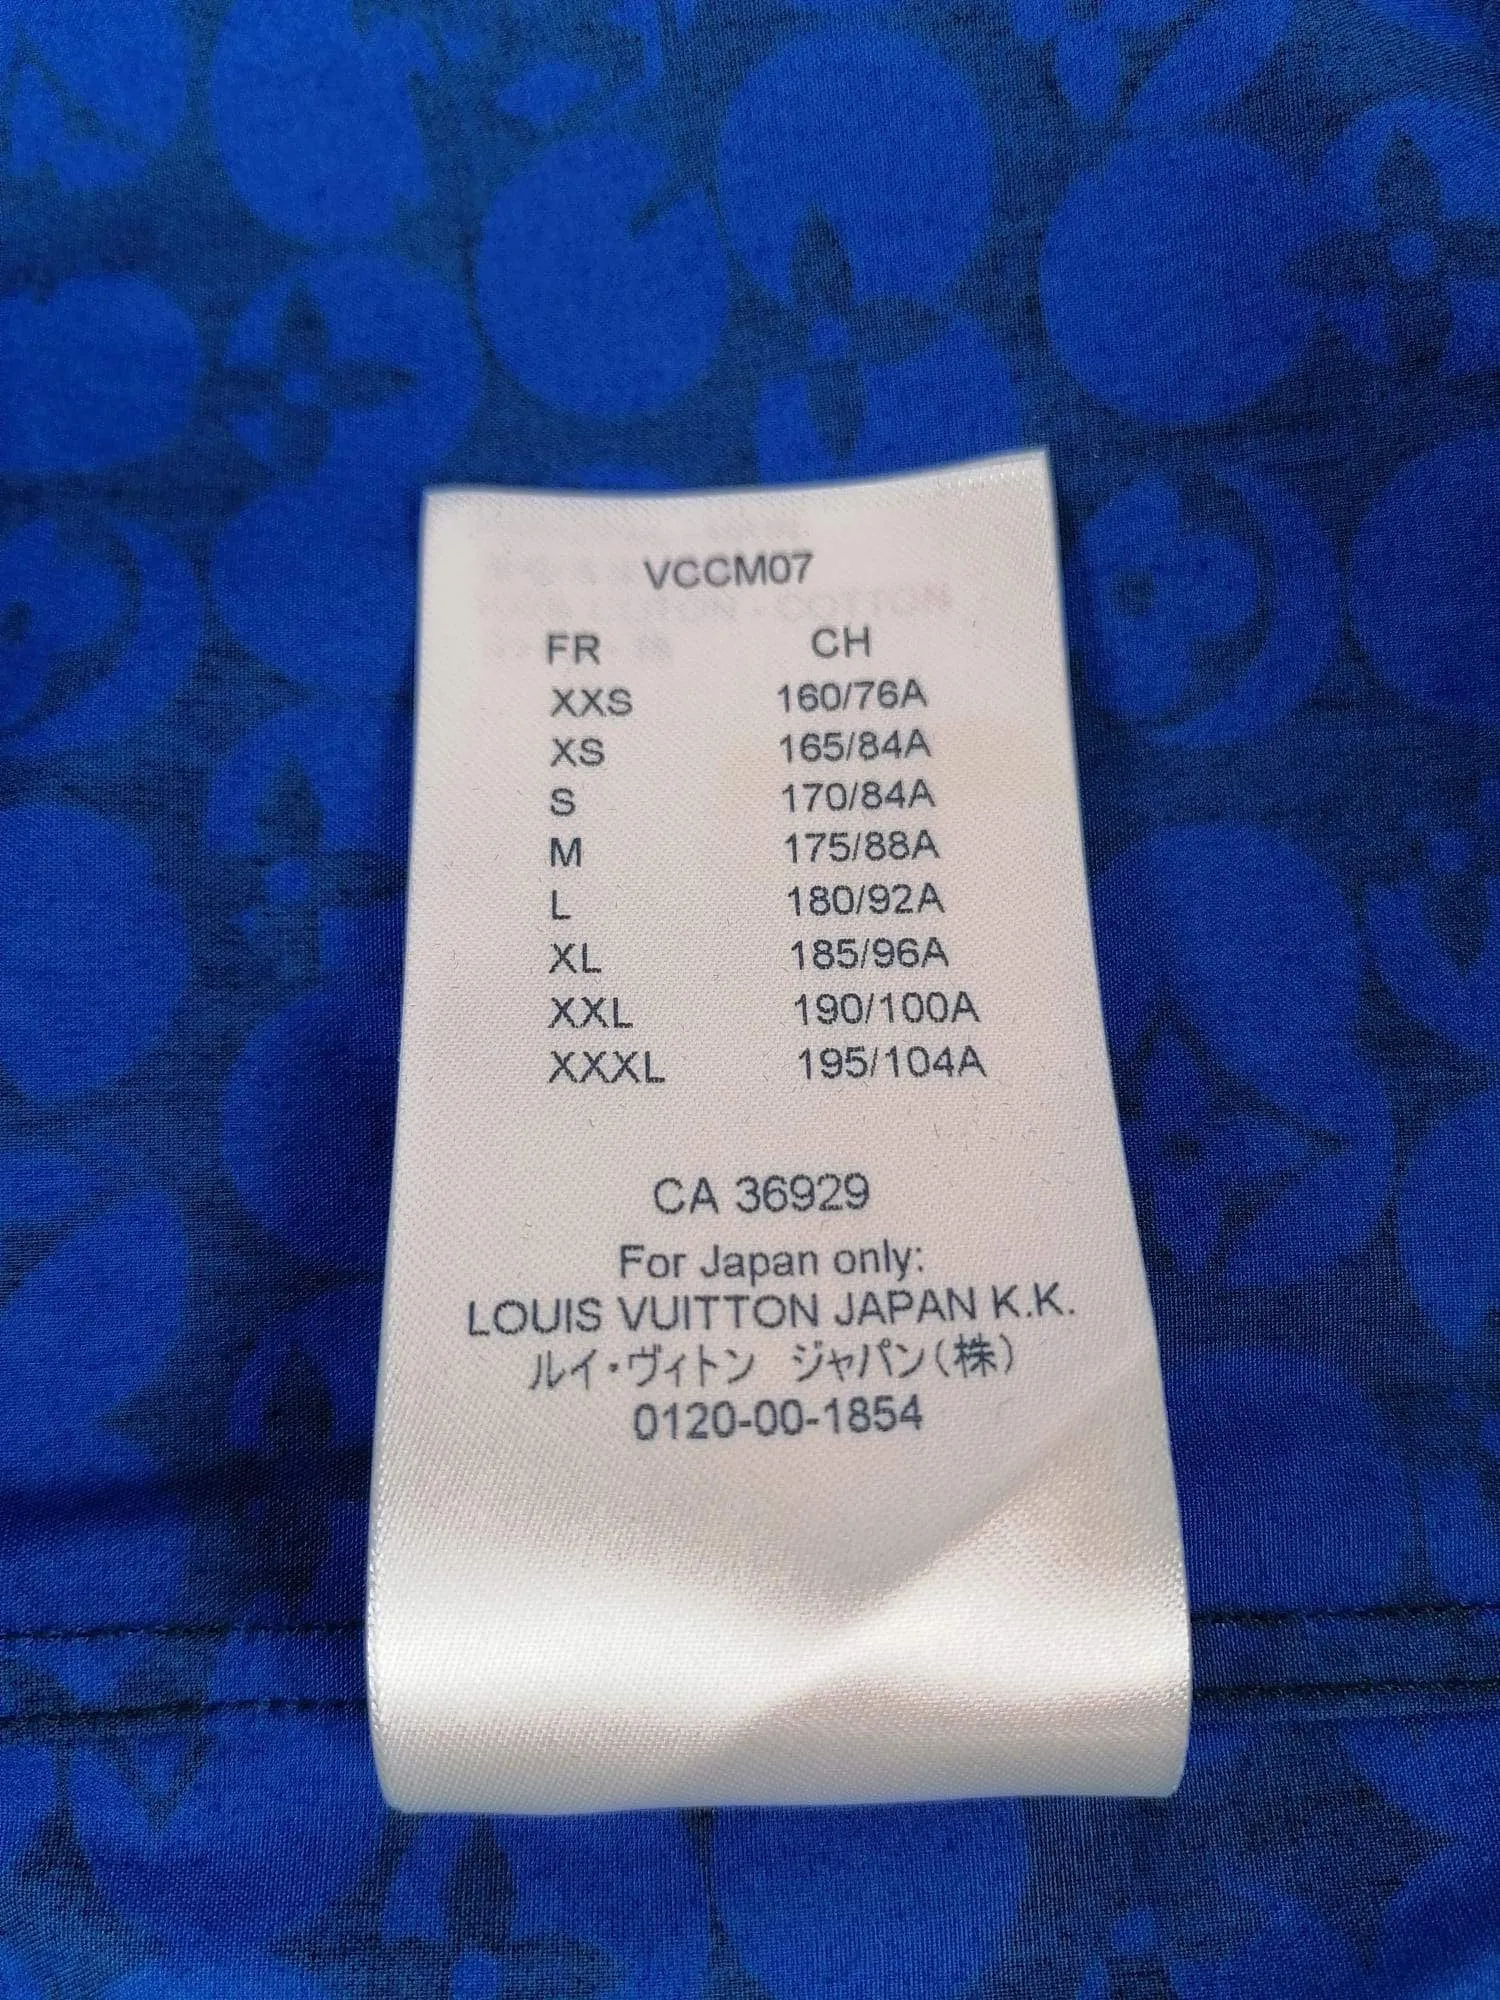 VCCM07
FR CH
XXS 160/76A
XS 165/84A
S 170/84A
M 175/88A
L 180/92A
XL 185/96A
XXL 190/100A
XXXL 195/104A
CA 36929
For Japan only:
LOUIS VUITTON JAPAN K.K.
ルイ・ヴィトン ジャパン(株)
0120-00-1854